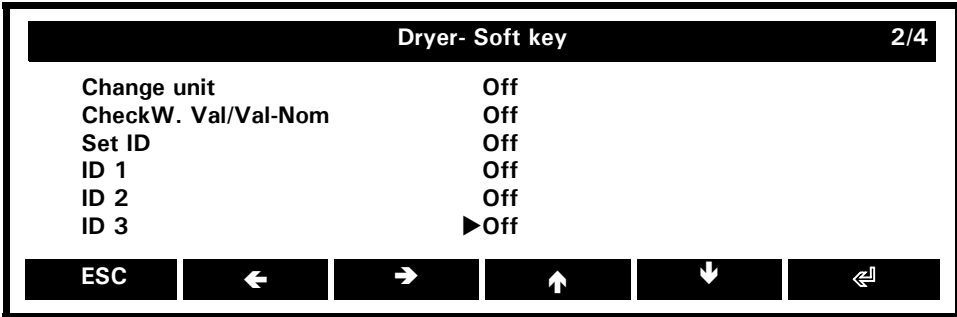 Dryer- Soft key 2/4
Change unit Off
CheckW. Val/Val-Nom Off
Set ID Off
ID 1 Off
ID 2 Off
ID 3 ▶Off
ESC ← → ↑ ↓ ⏎